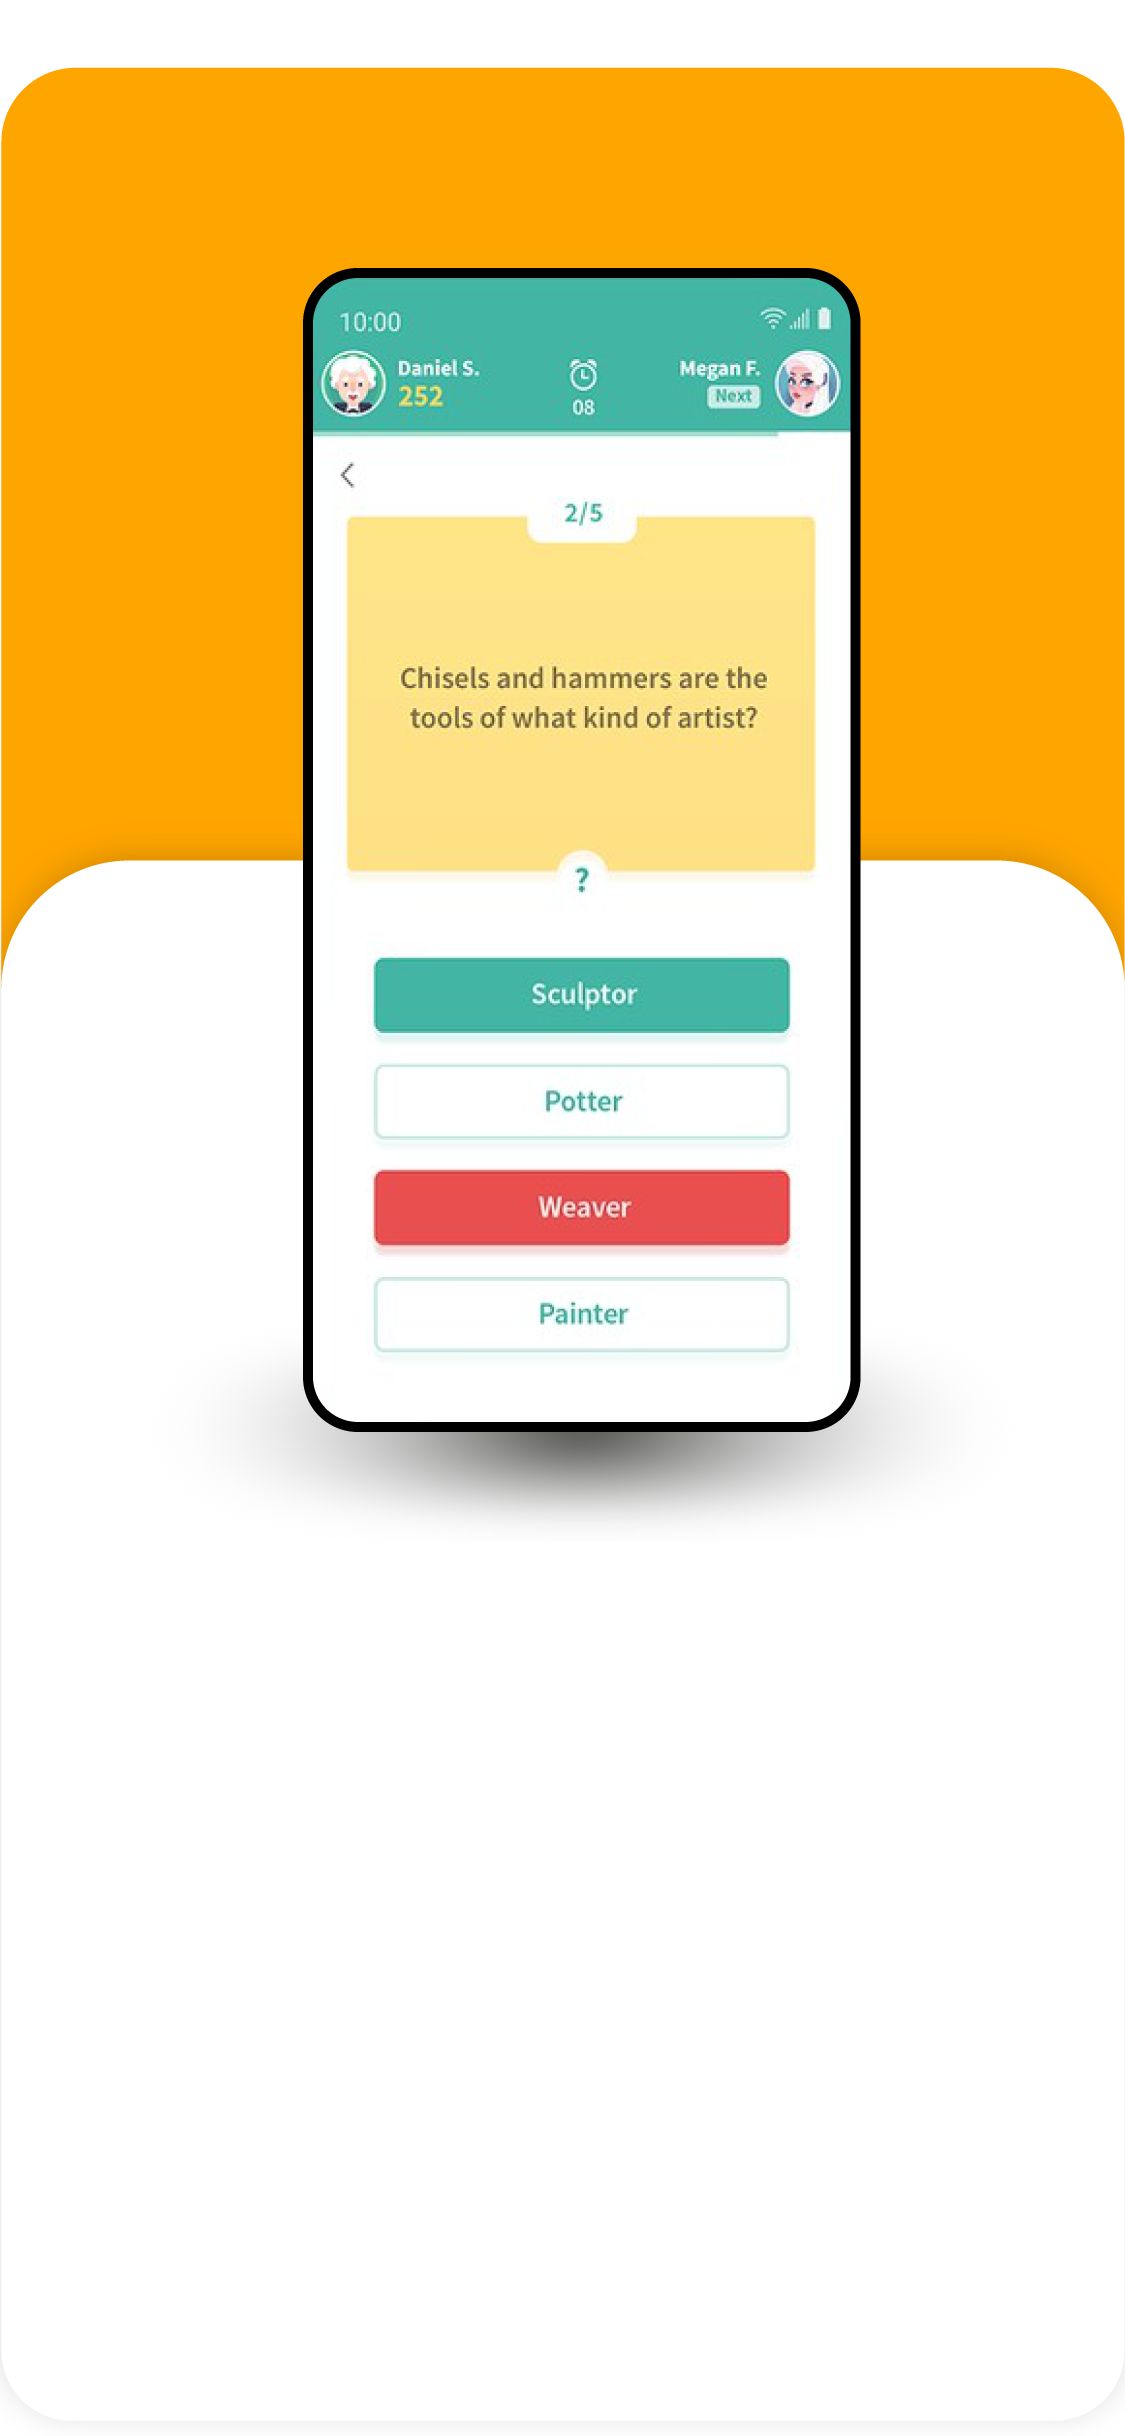 10:00
Daniel S.
252
08
Megan F.
Next
2/5
Chisels and hammers are the
tools of what kind of artist?
?
Sculptor
Potter
Weaver
Painter